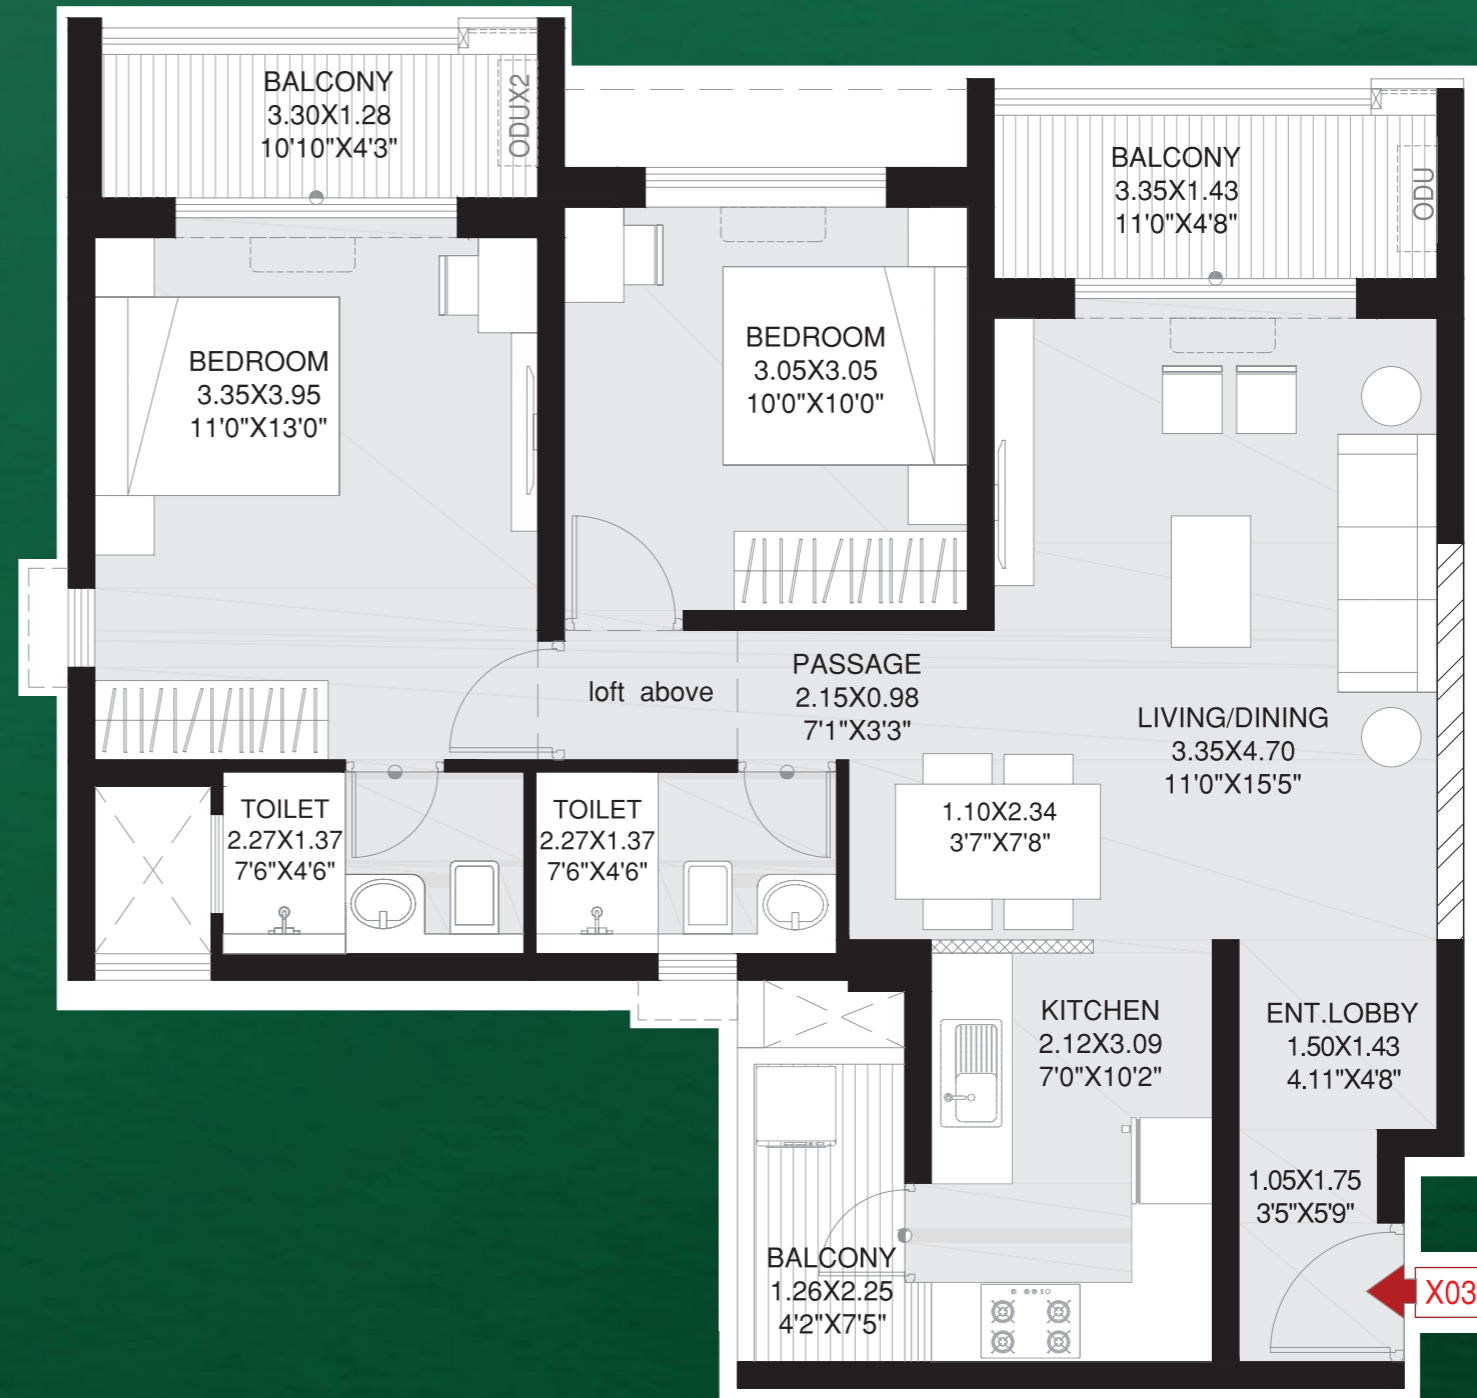 BALCONY
3.30X1.28
10'10"X4'3"
ODUX2
BALCONY
3.35X1.43
11'0"X4'8"
ODU
BEDROOM
3.35X3.95
11'0"X13'0"
BEDROOM
3.05X3.05
10'0"X10'0"
loft above
PASSAGE
2.15X0.98
7'1"X3'3"
LIVING/DINING
3.35X4.70
11'0"X15'5"
TOILET
2.27X1.37
7'6"X4'6"
TOILET
2.27X1.37
7'6"X4'6"
1.10X2.34
3'7"X7'8"
KITCHEN
2.12X3.09
7'0"X10'2"
ENT.LOBBY
1.50X1.43
4.11"X4'8"
1.05X1.75
3'5"X5'9"
BALCONY
1.26X2.25
4'2"X7'5"
X03